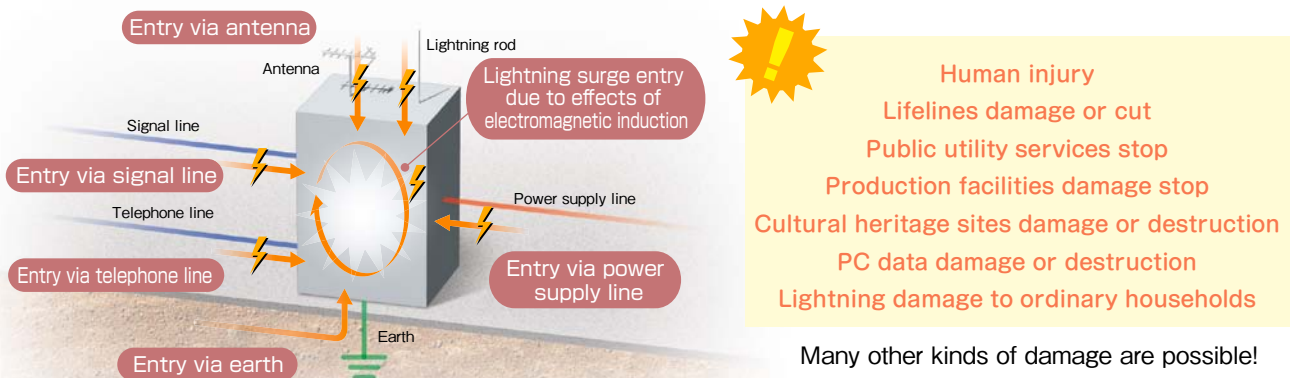 Entry via antenna
Lightning rod
Antenna
Lightning surge entry
due to effects of
electromagnetic induction
Signal line
Entry via signal line
Telephone line
Power supply line
Entry via telephone line
Entry via power
supply line
Earth
Entry via earth
!
Human injury
Lifelines damage or cut
Public utility services stop
Production facilities damage stop
Cultural heritage sites damage or destruction
PC data damage or destruction
Lightning damage to ordinary households
Many other kinds of damage are possible!